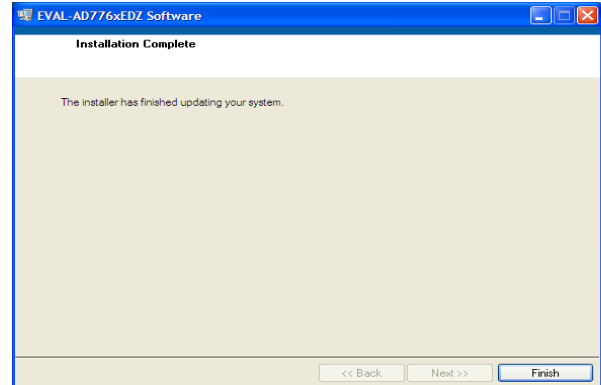 EVAL-AD776xEDZ Software
Installation Complete
The installer has finished updating your system.
<< Back Next >> Finish